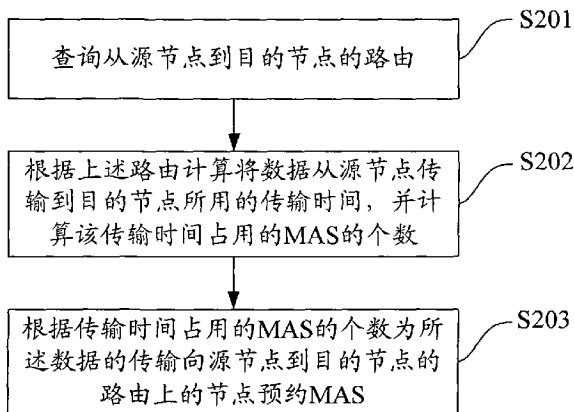 S201
查询从源节点到目的节点的路由
S202
根据上述路由计算将数据从源节点传
输到目的节点所用的传输时间，并计
算该传输时间占用的MAS的个数
S203
根据传输时间占用的MAS的个数为所
述数据的传输向源节点到目的节点的
路由上的节点预约MAS